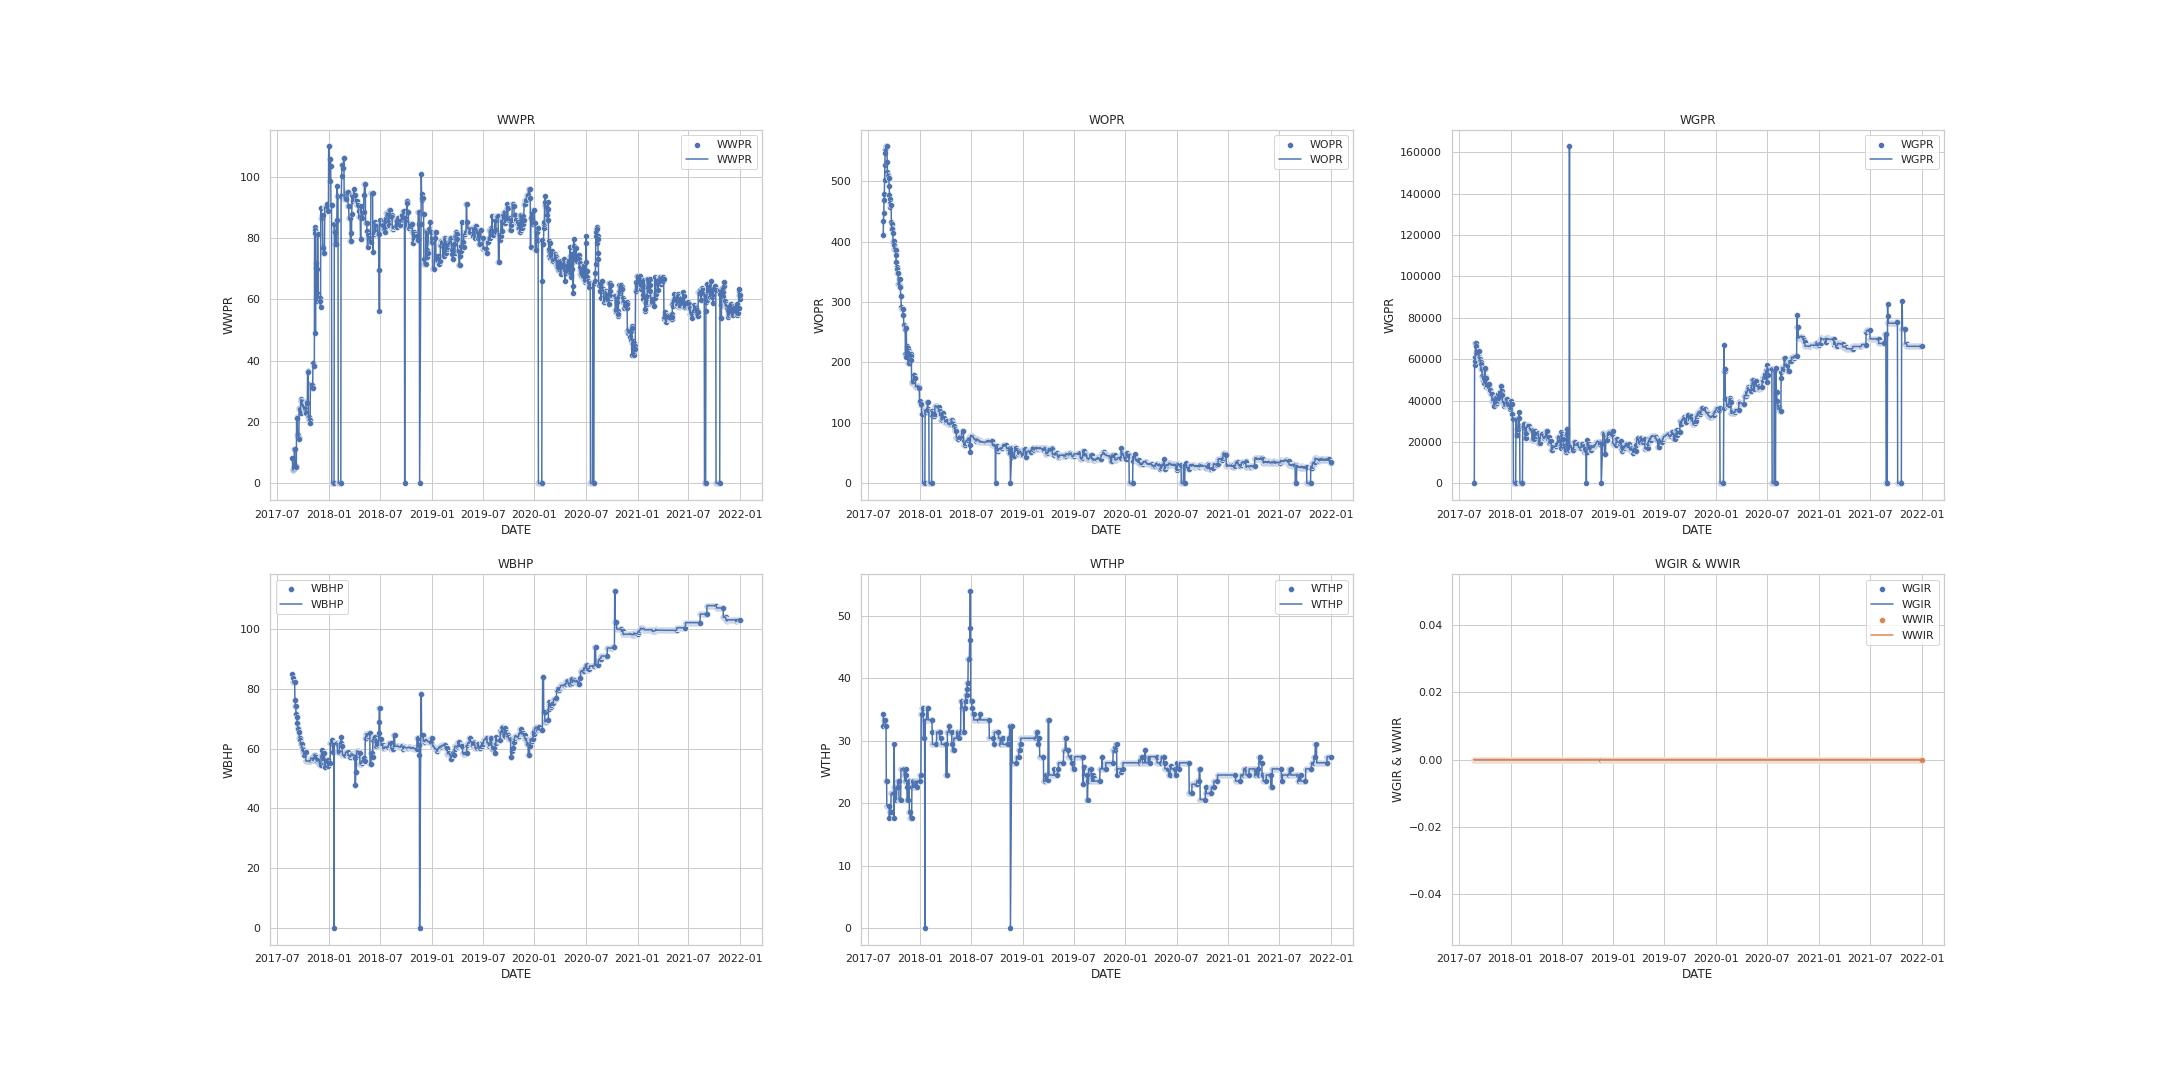 WWPR
WWPR
WWPR
100
80
60
40
20
0
WWPR
2017-07 2018-01 2018-07 2019-01 2019-07 2020-01 2020-07 2021-01 2021-07 2022-01
DATE
WOPR
WOPR
WOPR
500
400
300
200
100
0
WOPR
2017-07 2018-01 2018-07 2019-01 2019-07 2020-01 2020-07 2021-01 2021-07 2022-01
DATE
WGPR
WGPR
WGPR
160000
140000
120000
100000
80000
60000
40000
20000
0
WGPR
2017-07 2018-01 2018-07 2019-01 2019-07 2020-01 2020-07 2021-01 2021-07 2022-01
DATE
WBHP
WBHP
WBHP
100
80
60
40
20
0
WBHP
2017-07 2018-01 2018-07 2019-01 2019-07 2020-01 2020-07 2021-01 2021-07 2022-01
DATE
WTHP
WTHP
WTHP
50
40
30
20
10
0
WTHP
2017-07 2018-01 2018-07 2019-01 2019-07 2020-01 2020-07 2021-01 2021-07 2022-01
DATE
WGIR & WWIR
WGIR
WGIR
WWIR
WWIR
0.04
0.02
0.00
−0.02
−0.04
WGIR & WWIR
2017-07 2018-01 2018-07 2019-01 2019-07 2020-01 2020-07 2021-01 2021-07 2022-01
DATE